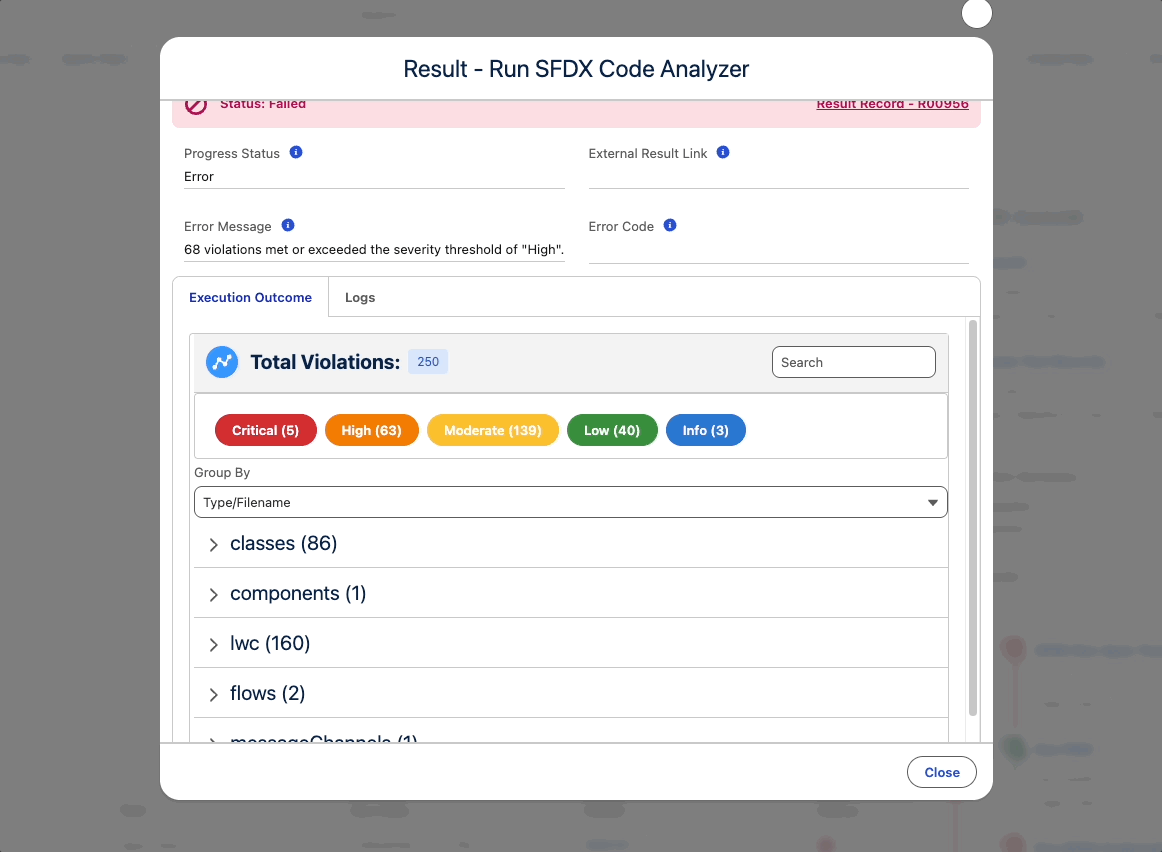 Result - Run SFDX Code Analyzer
Status: Failed
Result Record - R00956
Progress Status
External Result Link
Error
Error Message
Error Code
68 violations met or exceeded the severity threshold of "High".
Execution Outcome
Logs
Total Violations:
250
Search
Critical (5)
High (63)
Moderate (139)
Low (40)
Info (3)
Group By
Type/Filename
classes (86)
components (1)
lwc (160)
flows (2)
messageChannels (1)
Close